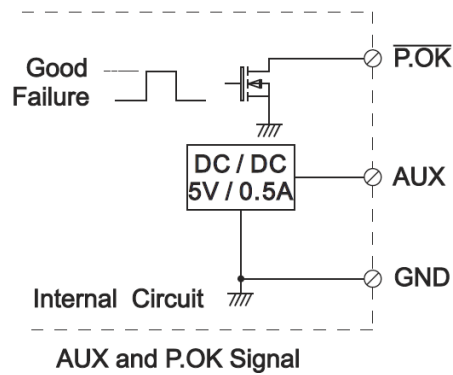 P.OK
Good
Failure
DC / DC
5V / 0.5A
AUX
GND
Internal Circuit
AUX and P.OK Signal